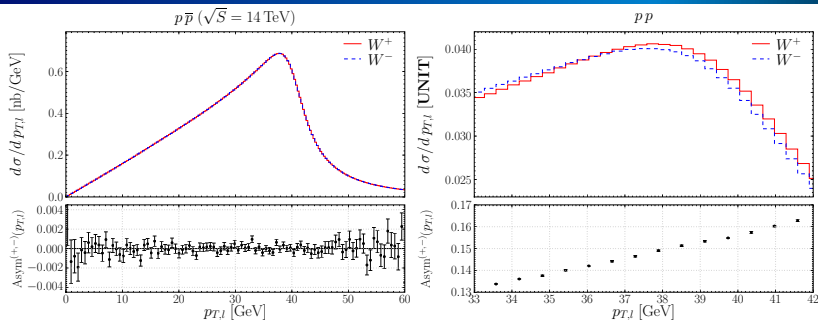 p p̅ (√S = 14 TeV)
W⁺
W⁻
dσ/d p_{T,l} [nb/GeV]
0.6
0.4
0.2
0.0
Asym^{(+,−)}(p_{T,l})
0.004
0.002
0.000
−0.002
−0.004
0 10 20 30 40 50 60
p_{T,l} [GeV]
p p
W⁺
W⁻
dσ/d p_{T,l} [UNIT]
0.040
0.035
0.030
0.025
Asym^{(+,−)}(p_{T,l})
0.17
0.16
0.15
0.14
0.13
33 34 35 36 37 38 39 40 41 42
p_{T,l} [GeV]